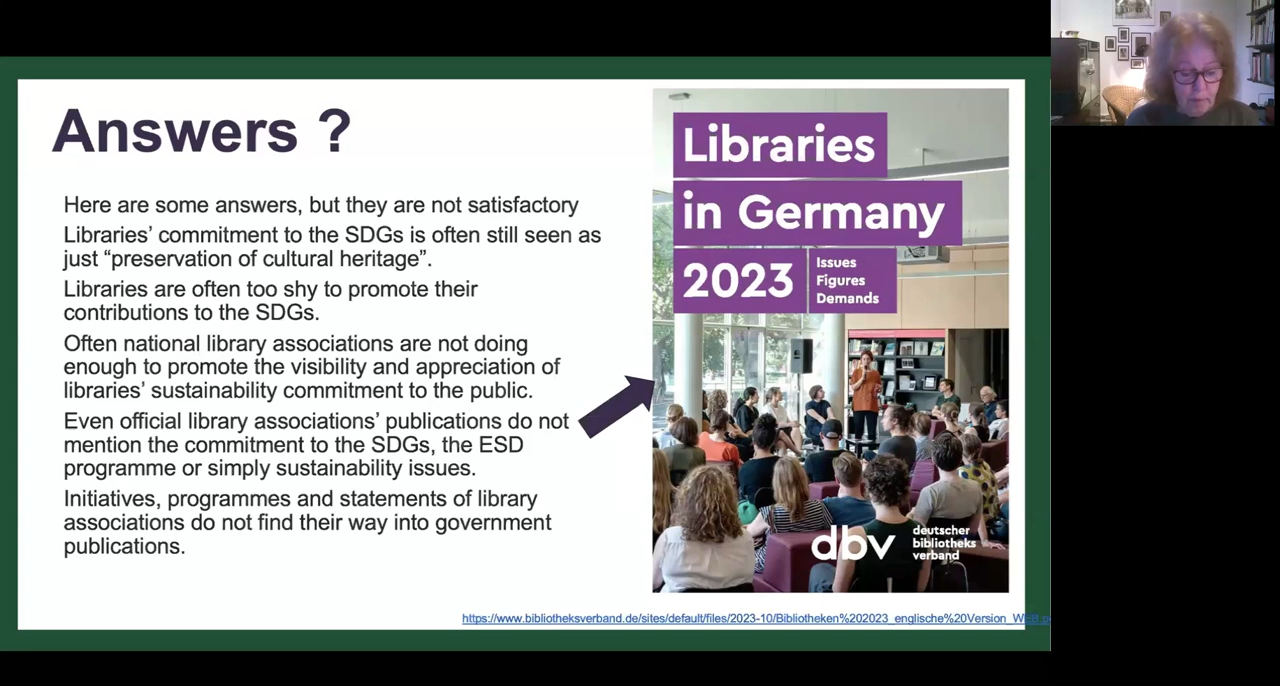 Answers ?
Here are some answers, but they are not satisfactory
Libraries’ commitment to the SDGs is often still seen as
just “preservation of cultural heritage”.
Libraries are often too shy to promote their
contributions to the SDGs.
Often national library associations are not doing
enough to promote the visibility and appreciation of
libraries’ sustainability commitment to the public.
Even official library associations’ publications do not
mention the commitment to the SDGs, the ESD
programme or simply sustainability issues.
Initiatives, programmes and statements of library
associations do not find their way into government
publications.
Libraries
in Germany
2023
Issues
Figures
Demands
dbv
deutscher
bibliotheks
verband
https://www.bibliotheksverband.de/sites/default/files/2023-10/Bibliotheken%202023_englische%20Version_WEB.p